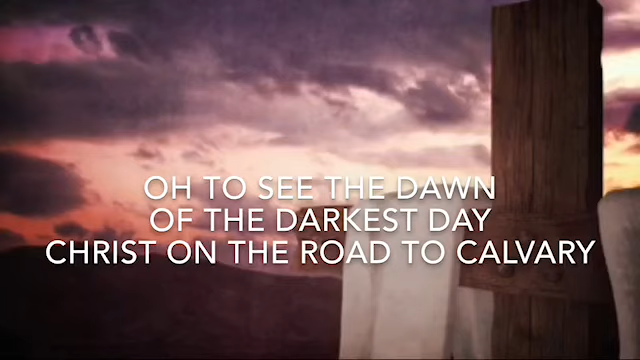 OH TO SEE THE DAWN
OF THE DARKEST DAY
CHRIST ON THE ROAD TO CALVARY